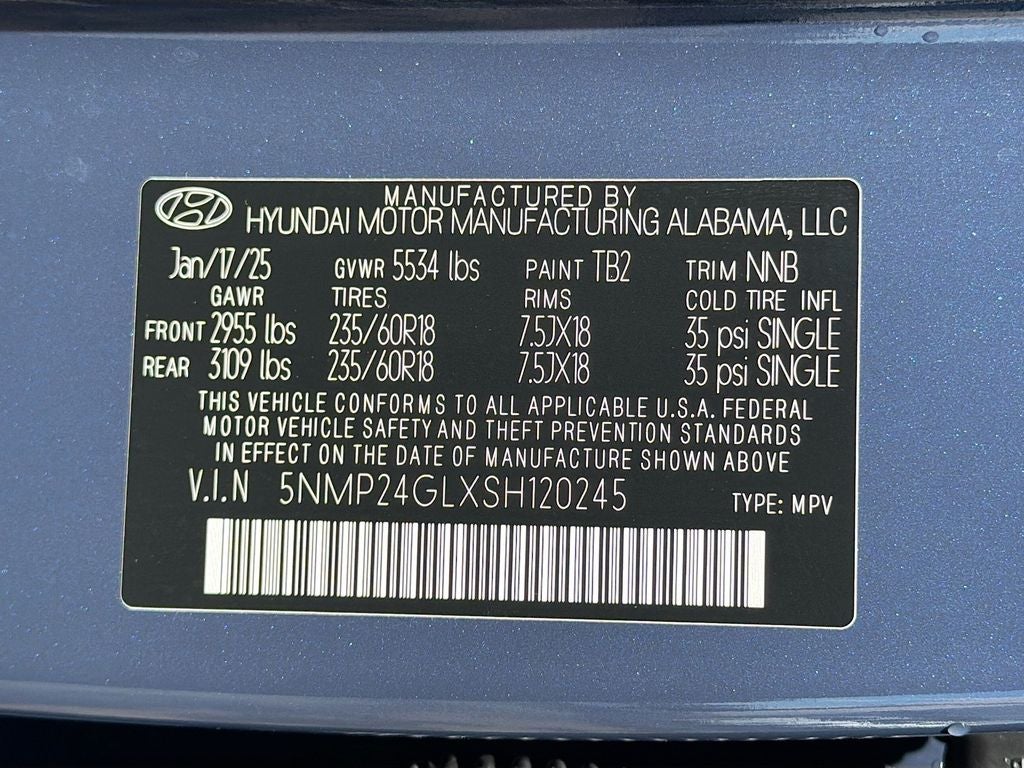 MANUFACTURED BY
HYUNDAI MOTOR MANUFACTURING ALABAMA, LLC
Jan/17/25 GVWR 5534 lbs PAINT TB2 TRIM NNB
GAWR TIRES RIMS COLD TIRE INFL
FRONT 2955 lbs 235/60R18 7.5JX18 35 psi SINGLE
REAR 3109 lbs 235/60R18 7.5JX18 35 psi SINGLE
THIS VEHICLE CONFORMS TO ALL APPLICABLE U.S.A. FEDERAL
MOTOR VEHICLE SAFETY AND THEFT PREVENTION STANDARDS
IN EFFECT ON THE DATE OF MANUFACTURE SHOWN ABOVE
V.I.N 5NMP24GLXSH120245 TYPE: MPV